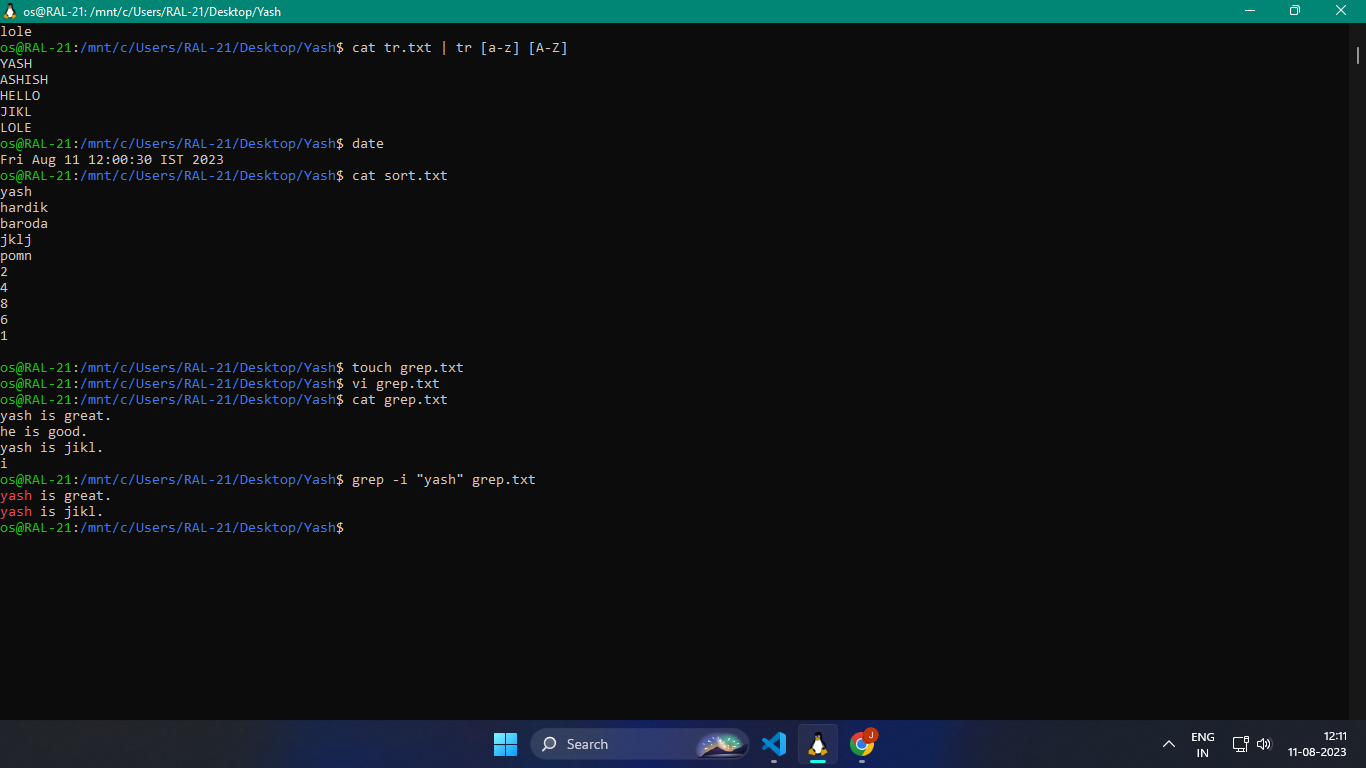 os@RAL-21: /mnt/c/Users/RAL-21/Desktop/Yash
lole
os@RAL-21:/mnt/c/Users/RAL-21/Desktop/Yash$ cat tr.txt | tr [a-z] [A-Z]
YASH
ASHISH
HELLO
JIKL
LOLE
os@RAL-21:/mnt/c/Users/RAL-21/Desktop/Yash$ date
Fri Aug 11 12:00:30 IST 2023
os@RAL-21:/mnt/c/Users/RAL-21/Desktop/Yash$ cat sort.txt
yash
hardik
baroda
jklj
pomn
2
4
8
6
1
os@RAL-21:/mnt/c/Users/RAL-21/Desktop/Yash$ touch grep.txt
os@RAL-21:/mnt/c/Users/RAL-21/Desktop/Yash$ vi grep.txt
os@RAL-21:/mnt/c/Users/RAL-21/Desktop/Yash$ cat grep.txt
yash is great.
he is good.
yash is jikl.
i
os@RAL-21:/mnt/c/Users/RAL-21/Desktop/Yash$ grep -i "yash" grep.txt
yash is great.
yash is jikl.
os@RAL-21:/mnt/c/Users/RAL-21/Desktop/Yash$
Search
J
ENG
IN
12:11
11-08-2023